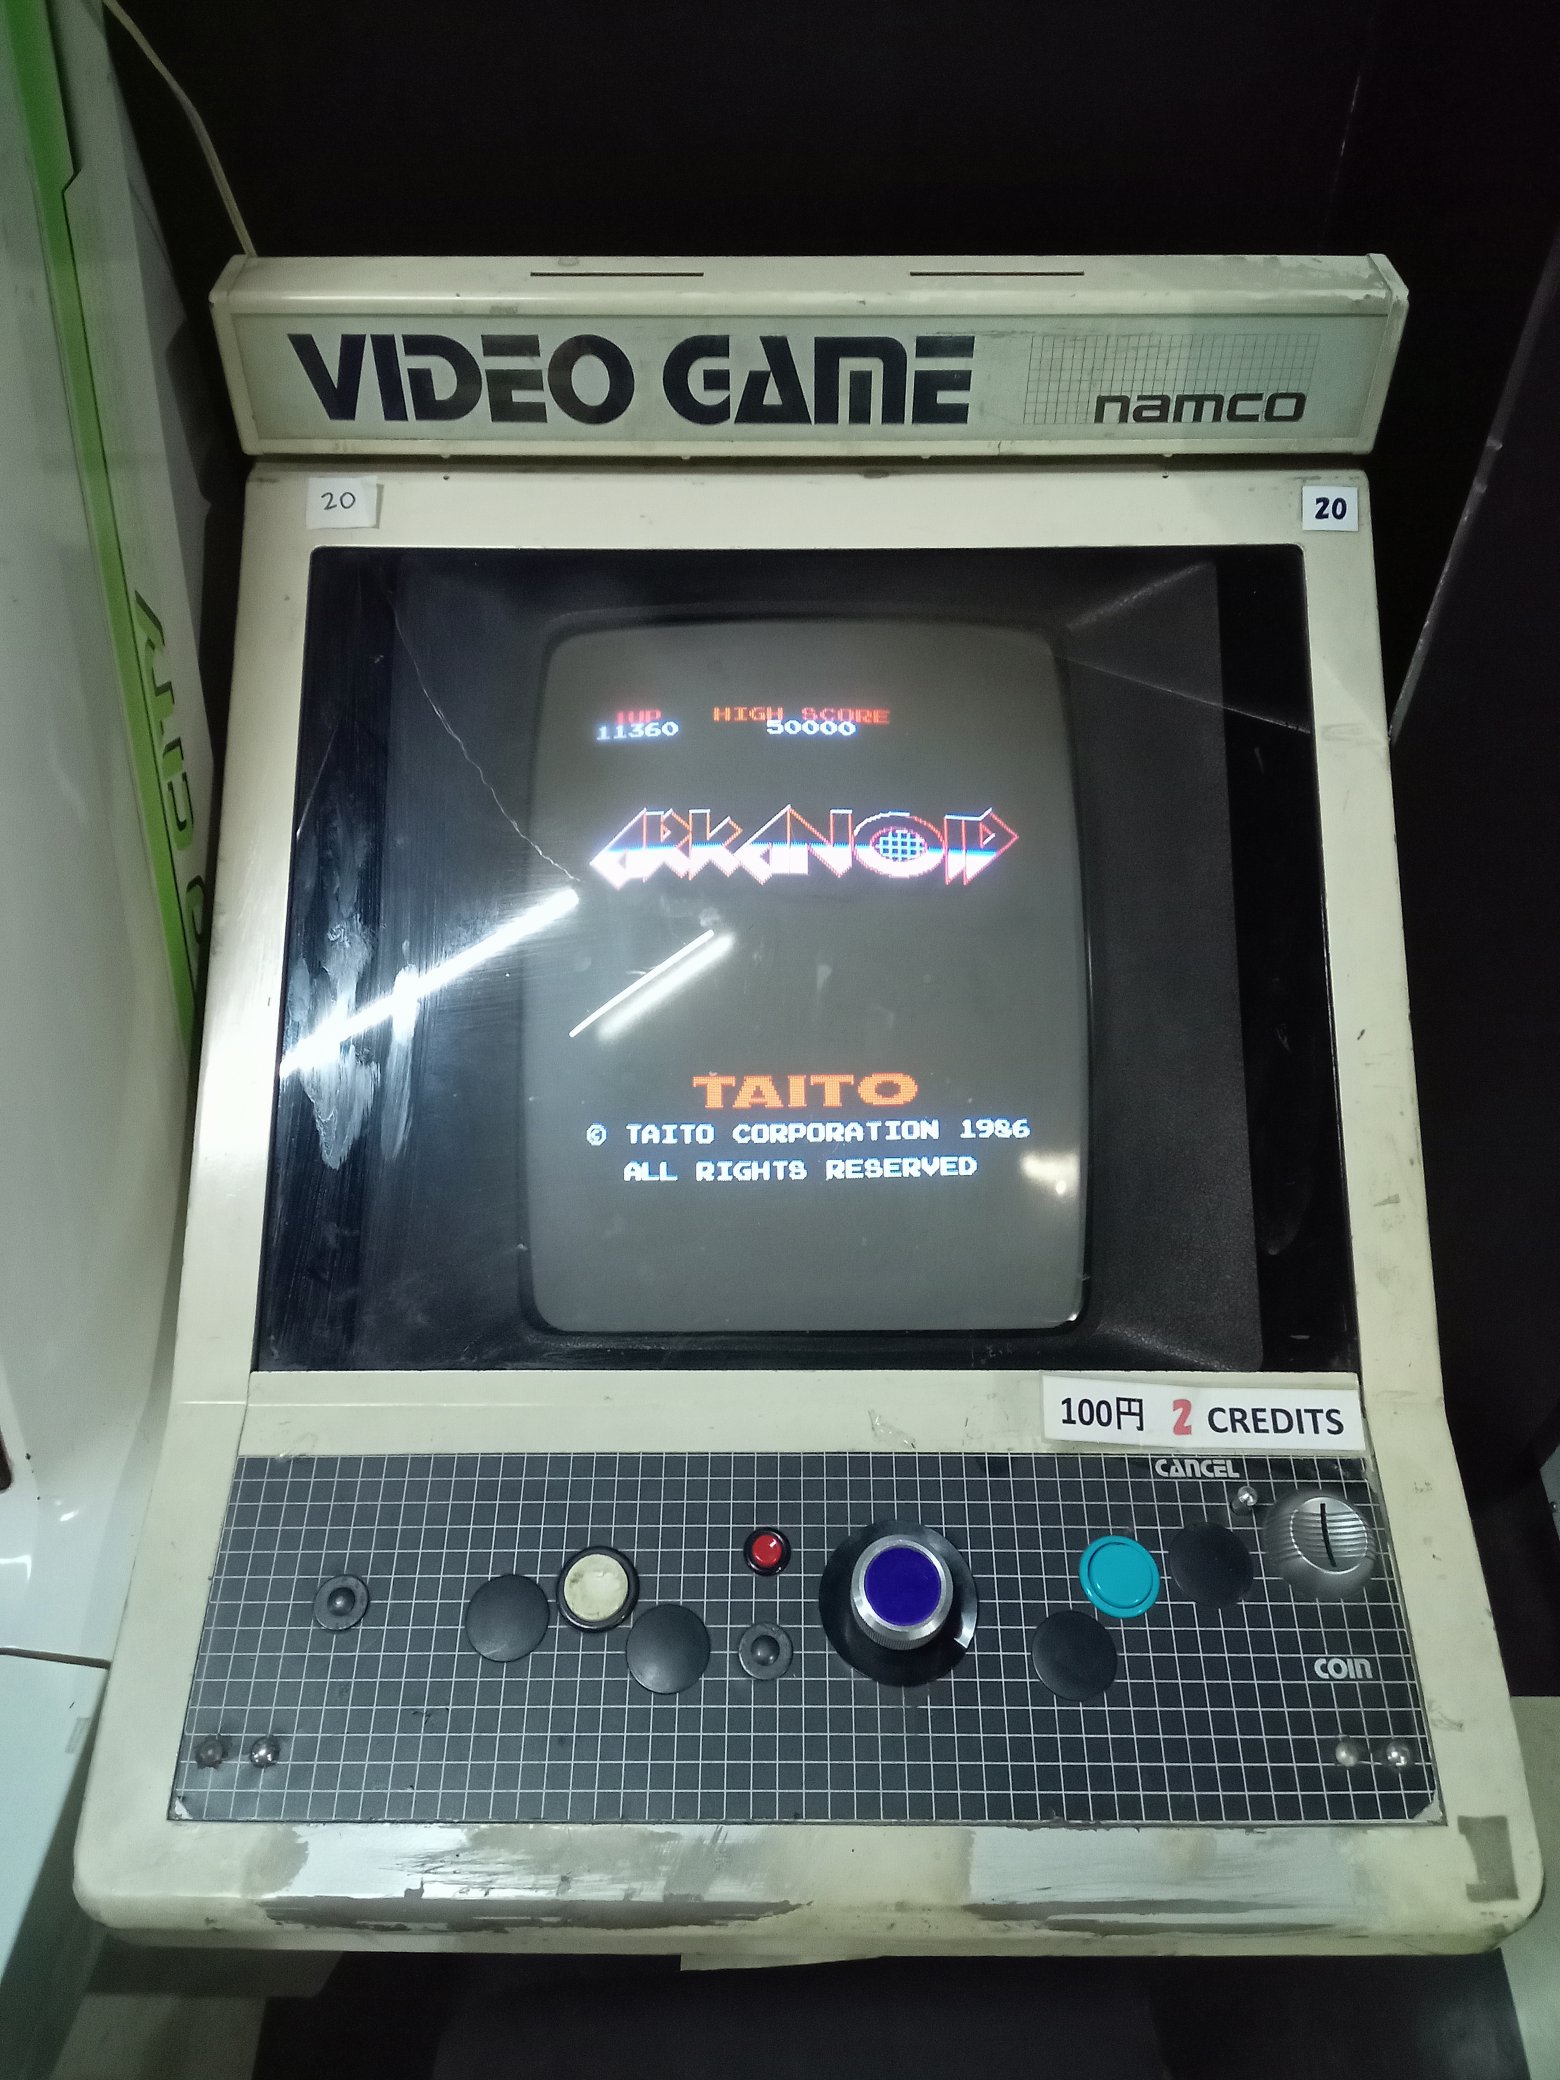 VIDEO GAME namco
20
20
1UP HIGH SCORE
11360 50000
ARKANOID
TAITO
© TAITO CORPORATION 1986
ALL RIGHTS RESERVED
100円 2 CREDITS
CANCEL
COIN